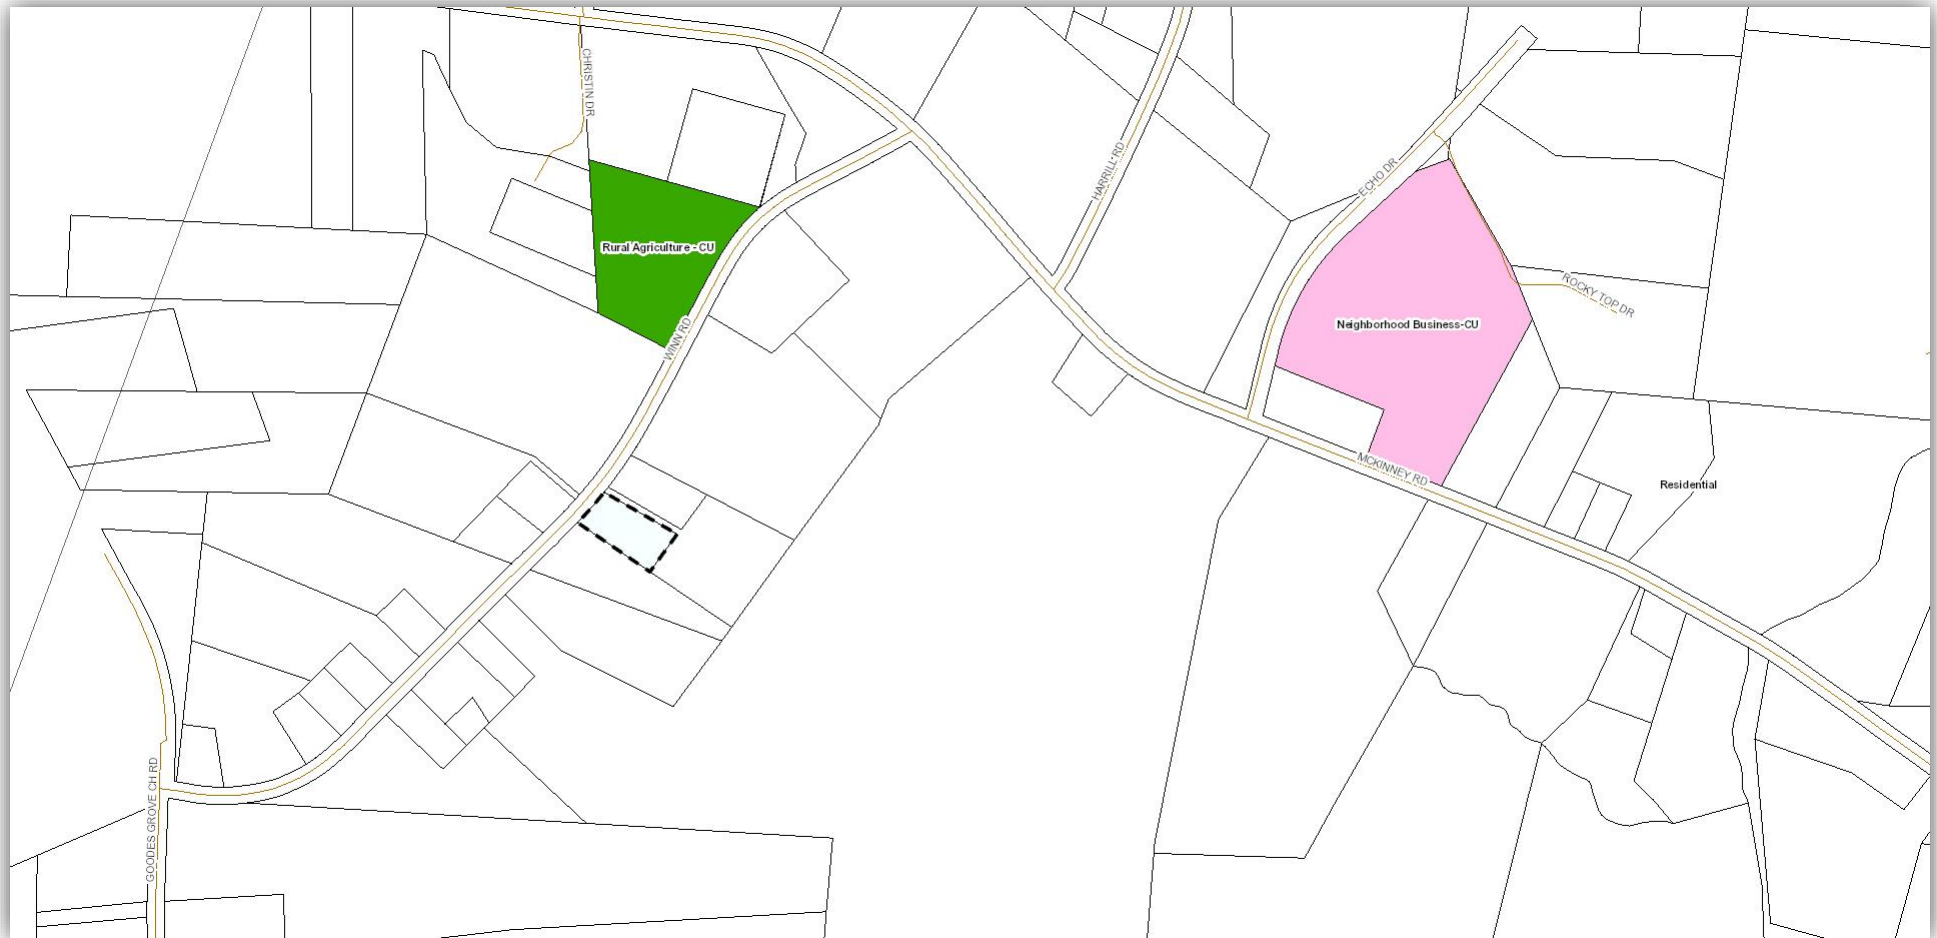 CHRISTIN DR
HARRILL RD
ECHO DR
Rural Agriculture - CU
ROCKY TOP DR
Neighborhood Business-CU
WINN RD
MCKINNEY RD
Residential
GOODES GROVE CH RD